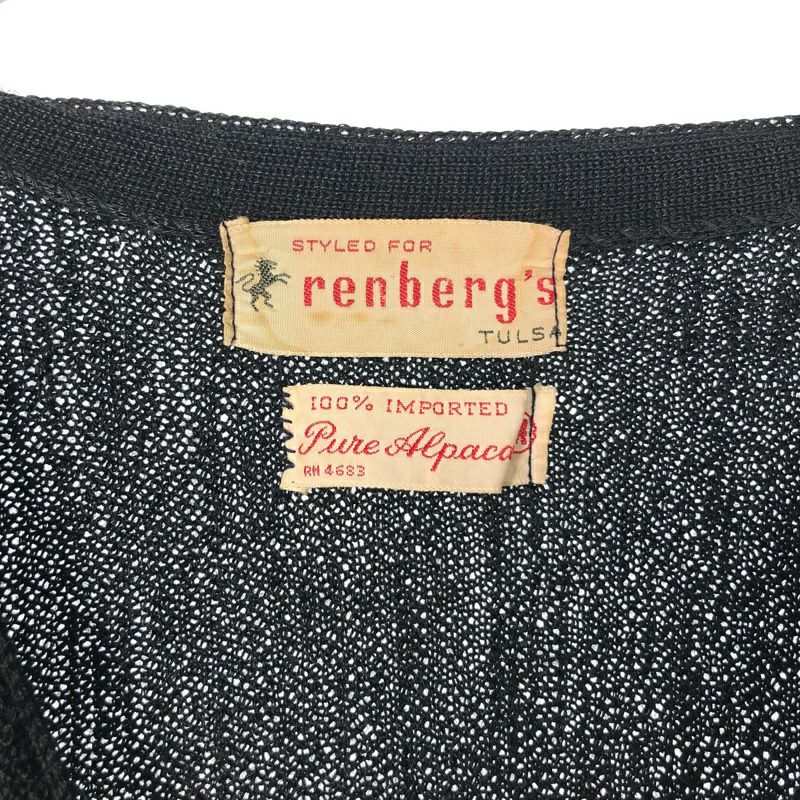 STYLED FOR
renberg's
TULSA
100% IMPORTED
Pure Alpaca
RN 4683